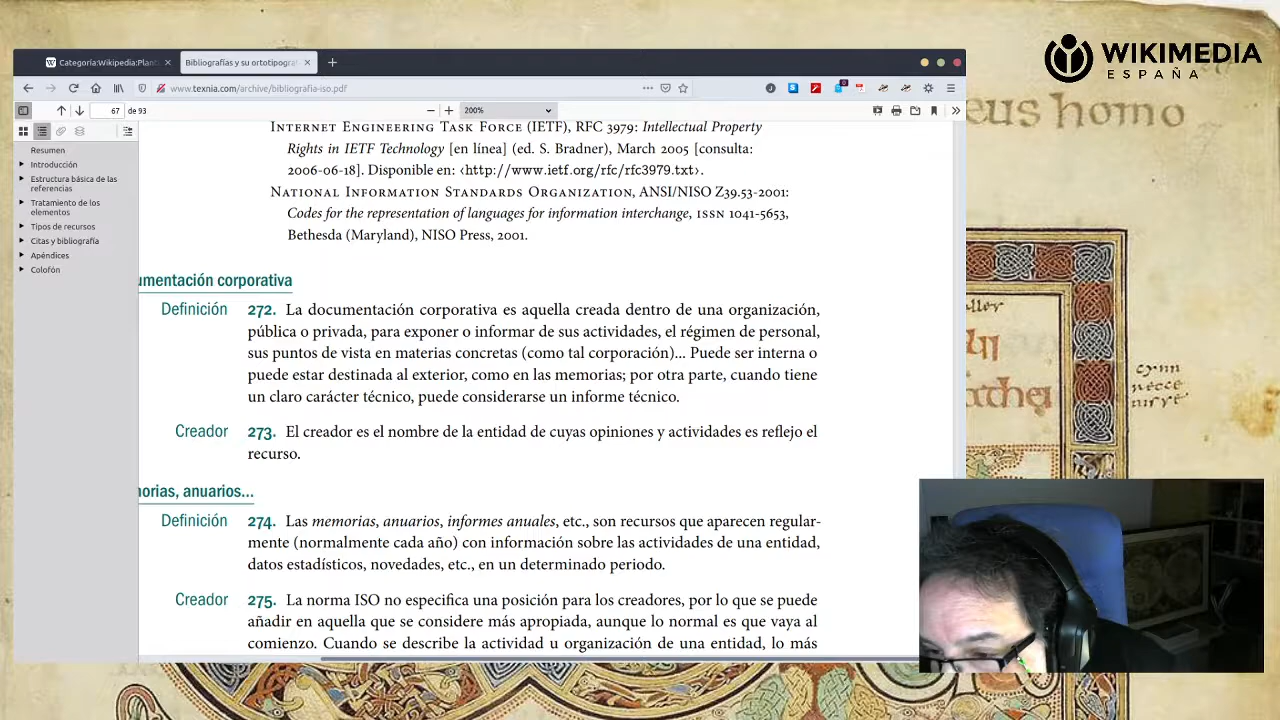 WIKIMEDIA
ESPAÑA
Categoría:Wikipedia:Plant
Bibliografías y su ortotipogra
www.texnia.com/archive/bibliografia-iso.pdf
67 de 93
200%
Resumen
Introducción
Estructura básica de las
referencias
Tratamiento de los
elementos
Tipos de recursos
Citas y bibliografía
Apéndices
Colofón
INTERNET ENGINEERING TASK FORCE (IETF), RFC 3979: Intellectual Property
Rights in IETF Technology [en línea] (ed. S. Bradner), March 2005 [consulta:
2006-06-18]. Disponible en: ‹http://www.ietf.org/rfc/rfc3979.txt›.
NATIONAL INFORMATION STANDARDS ORGANIZATION, ANSI/NISO Z39.53-2001:
Codes for the representation of languages for information interchange, ISSN 1041-5653,
Bethesda (Maryland), NISO Press, 2001.
umentación corporativa
Definición 272. La documentación corporativa es aquella creada dentro de una organización,
pública o privada, para exponer o informar de sus actividades, el régimen de personal,
sus puntos de vista en materias concretas (como tal corporación)... Puede ser interna o
puede estar destinada al exterior, como en las memorias; por otra parte, cuando tiene
un claro carácter técnico, puede considerarse un informe técnico.
Creador 273. El creador es el nombre de la entidad de cuyas opiniones y actividades es reflejo el
recurso.
orias, anuarios...
Definición 274. Las memorias, anuarios, informes anuales, etc., son recursos que aparecen regular-
mente (normalmente cada año) con información sobre las actividades de una entidad,
datos estadísticos, novedades, etc., en un determinado periodo.
Creador 275. La norma ISO no especifica una posición para los creadores, por lo que se puede
añadir en aquella que se considere más apropiada, aunque lo normal es que vaya al
comienzo. Cuando se describe la actividad u organización de una entidad, lo más
eus homo